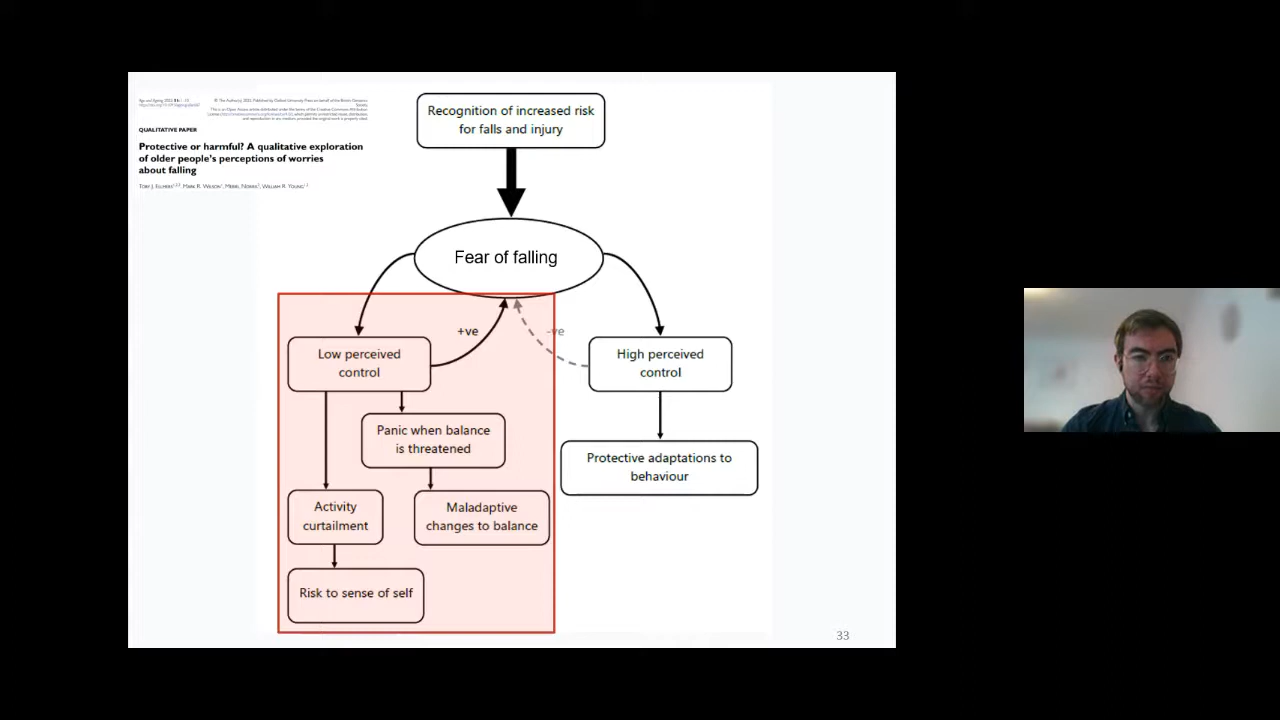 QUALITATIVE PAPER
Protective or harmful? A qualitative exploration
of older people's perceptions of worries
about falling
Recognition of increased risk
for falls and injury
Fear of falling
+ve
-ve
Low perceived
control
High perceived
control
Panic when balance
is threatened
Protective adaptations to
behaviour
Activity
curtailment
Maladaptive
changes to balance
Risk to sense of self
33